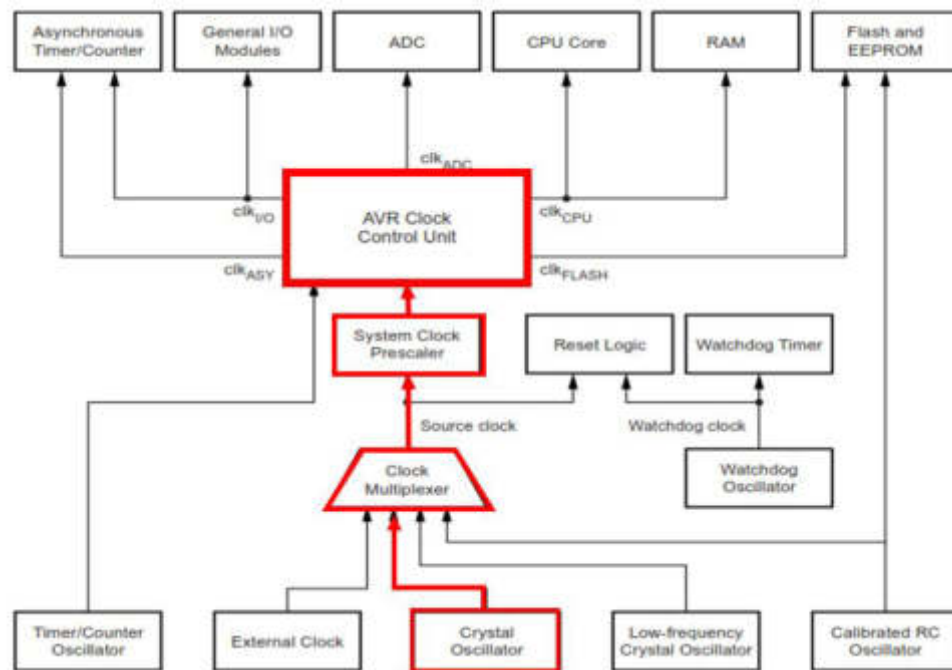 Asynchronous
Timer/Counter
General I/O
Modules
ADC
CPU Core
RAM
Flash and
EEPROM
clkADC
clkI/O
AVR Clock
Control Unit
clkCPU
clkASY
clkFLASH
System Clock
Prescaler
Reset Logic
Watchdog Timer
Source clock
Watchdog clock
Clock
Multiplexer
Watchdog
Oscillator
Timer/Counter
Oscillator
External Clock
Crystal
Oscillator
Low-frequency
Crystal Oscillator
Calibrated RC
Oscillator